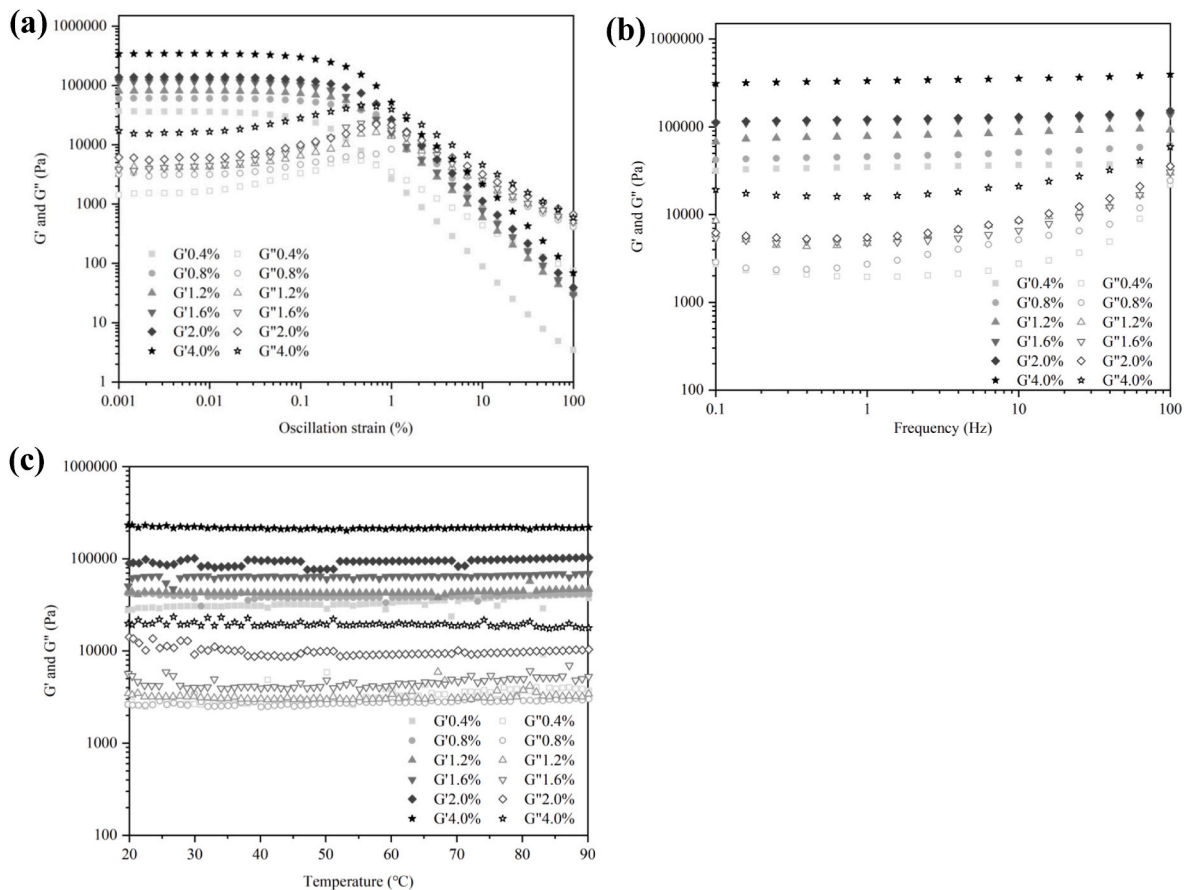 (a)
G' and G" (Pa)
1000000
100000
10000
1000
100
10
1
G'0.4% G"0.4%
G'0.8% G"0.8%
G'1.2% G"1.2%
G'1.6% G"1.6%
G'2.0% G"2.0%
G'4.0% G"4.0%
0.001 0.01 0.1 1 10 100
Oscillation strain (%)
(b)
G' and G" (Pa)
1000000
100000
10000
1000
100
G'0.4% G"0.4%
G'0.8% G"0.8%
G'1.2% G"1.2%
G'1.6% G"1.6%
G'2.0% G"2.0%
G'4.0% G"4.0%
0.1 1 10 100
Frequency (Hz)
(c)
G' and G" (Pa)
1000000
100000
10000
1000
100
G'0.4% G"0.4%
G'0.8% G"0.8%
G'1.2% G"1.2%
G'1.6% G"1.6%
G'2.0% G"2.0%
G'4.0% G"4.0%
20 30 40 50 60 70 80 90
Temperature (℃)